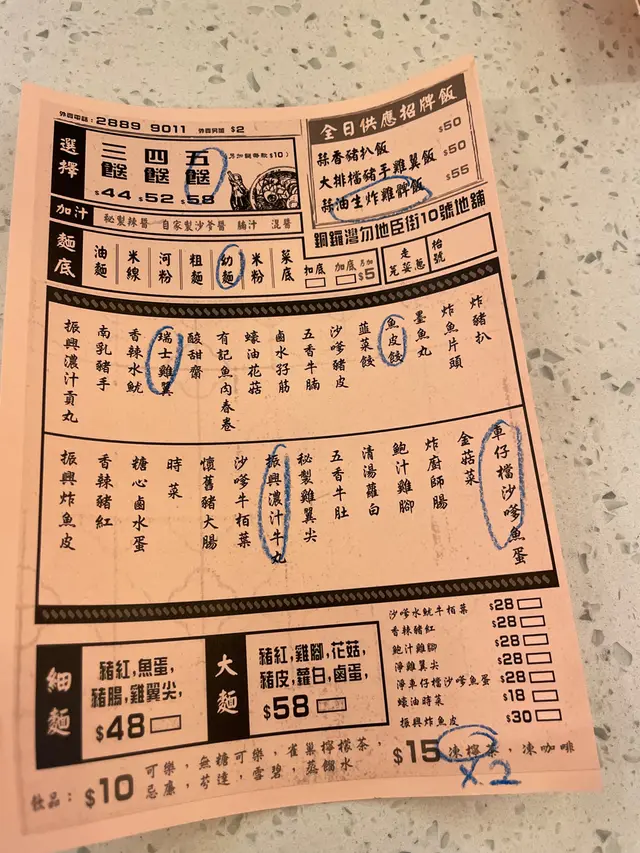 外賣電話:2889 9011 外賣另加 $2
選擇
三餸 四餸 五餸
$44 $52 $58
另加餸每款$10
全日供應招牌飯
蒜香豬扒飯 $50
大排檔豬手雞翼飯 $50
蒜油生炸雞髀飯 $55
加汁
秘製辣醬 自家製沙爹醬 腩汁 混醬
銅鑼灣勿地臣街10號地舖
麵底
油麵 米線 河粉 粗麵 幼麵 米粉 菜底
加底 另加 $5
走 芫荽 葱
枱號
振興濃汁貢丸
南乳豬手
香辣水魷
瑞士雞翼
酸甜齋
有記魚肉春卷
蠔油花菇
鹵水孖筋
五香牛腩
沙嗲豬皮
韮菜餃
魚皮餃
墨魚丸
炸魚片頭
炸豬扒
振興炸魚皮
香辣豬紅
糖心鹵水蛋
時菜
懷舊豬大腸
沙嗲牛栢葉
振興濃汁牛丸
秘製雞翼尖
五香牛肚
清湯蘿白
鮑汁雞腳
炸廚師腸
金菇菜
車仔檔沙嗲魚蛋
細麵
豬紅,魚蛋,
豬腸,雞翼尖,
$48
大麵
豬紅,雞腳,花菇,
豬皮,蘿白,鹵蛋,
$58
沙嗲水魷牛栢葉 $28
香辣豬紅 $28
鮑汁雞腳 $28
淨雞翼尖 $28
淨車仔檔沙嗲魚蛋 $28
蠔油時菜 $18
振興炸魚皮 $30
飲品: $10 可樂,無糖可樂,雀巢檸檬茶,
忌廉,芬達,雪碧,蒸餾水
$15 凍檸茶,凍咖啡
X2